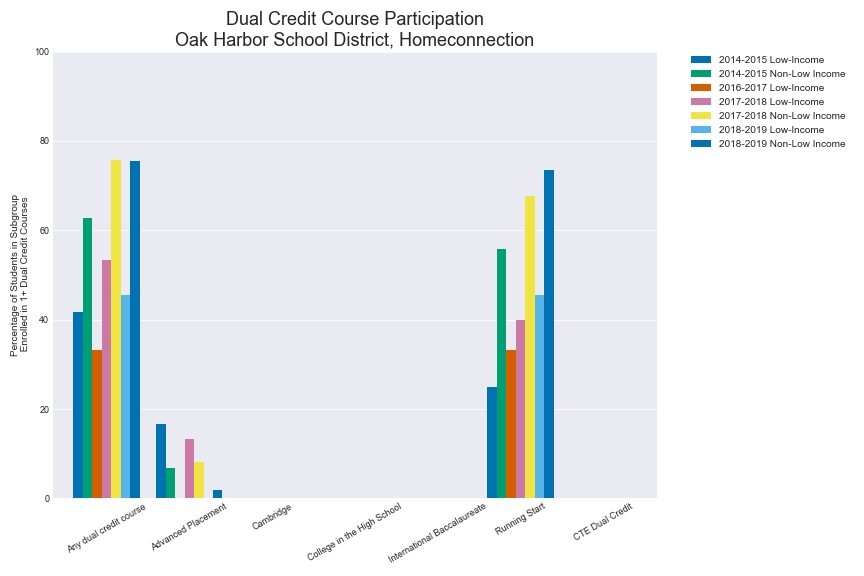 Dual Credit Course Participation
Oak Harbor School District, Homeconnection
100
80
60
40
20
0
Percentage of Students in Subgroup
Enrolled in 1+ Dual Credit Courses
Any dual credit course
Advanced Placement
Cambridge
College in the High School
International Baccalaureate
Running Start
CTE Dual Credit
2014-2015 Low-Income
2014-2015 Non-Low Income
2016-2017 Low-Income
2017-2018 Low-Income
2017-2018 Non-Low Income
2018-2019 Low-Income
2018-2019 Non-Low Income